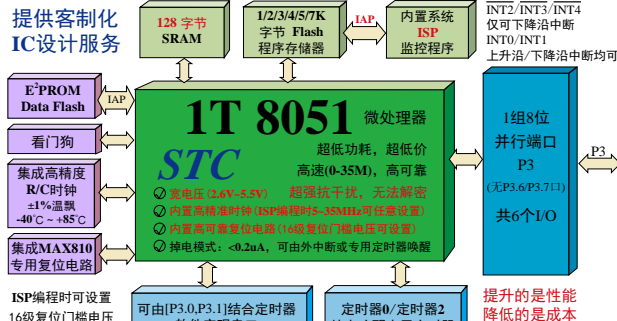 提供客制化
IC设计服务
128 字节
SRAM
1/2/3/4/5/7K
字节 Flash
程序存储器
IAP
内置系统
ISP
监控程序
INT2/INT3/INT4
仅可下降沿中断
INT0/INT1
上升沿/下降沿中断均可
E²PROM
Data Flash
IAP
看门狗
集成高精度
R/C时钟
±1%温飘
-40℃~+85℃
集成MAX810
专用复位电路
1T 8051 微处理器
STC
超低功耗，超低价
高速(0-35M)，高可靠
宽电压(2.6V~5.5V) 超强抗干扰，无法解密
内置高精准时钟(ISP编程时5~35MHz可任意设置)
内置高可靠复位电路(16级复位门槛电压可设置)
掉电模式：<0.2uA，可由外中断或专用定时器唤醒
1组8位
并行端口
P3
(无P3.6/P3.7口)
共6个I/O
P3
ISP编程时可设置
16级复位门槛电压
可由[P3.0,P3.1]结合定时器
定时器0/定时器2
提升的是性能
降低的是成本